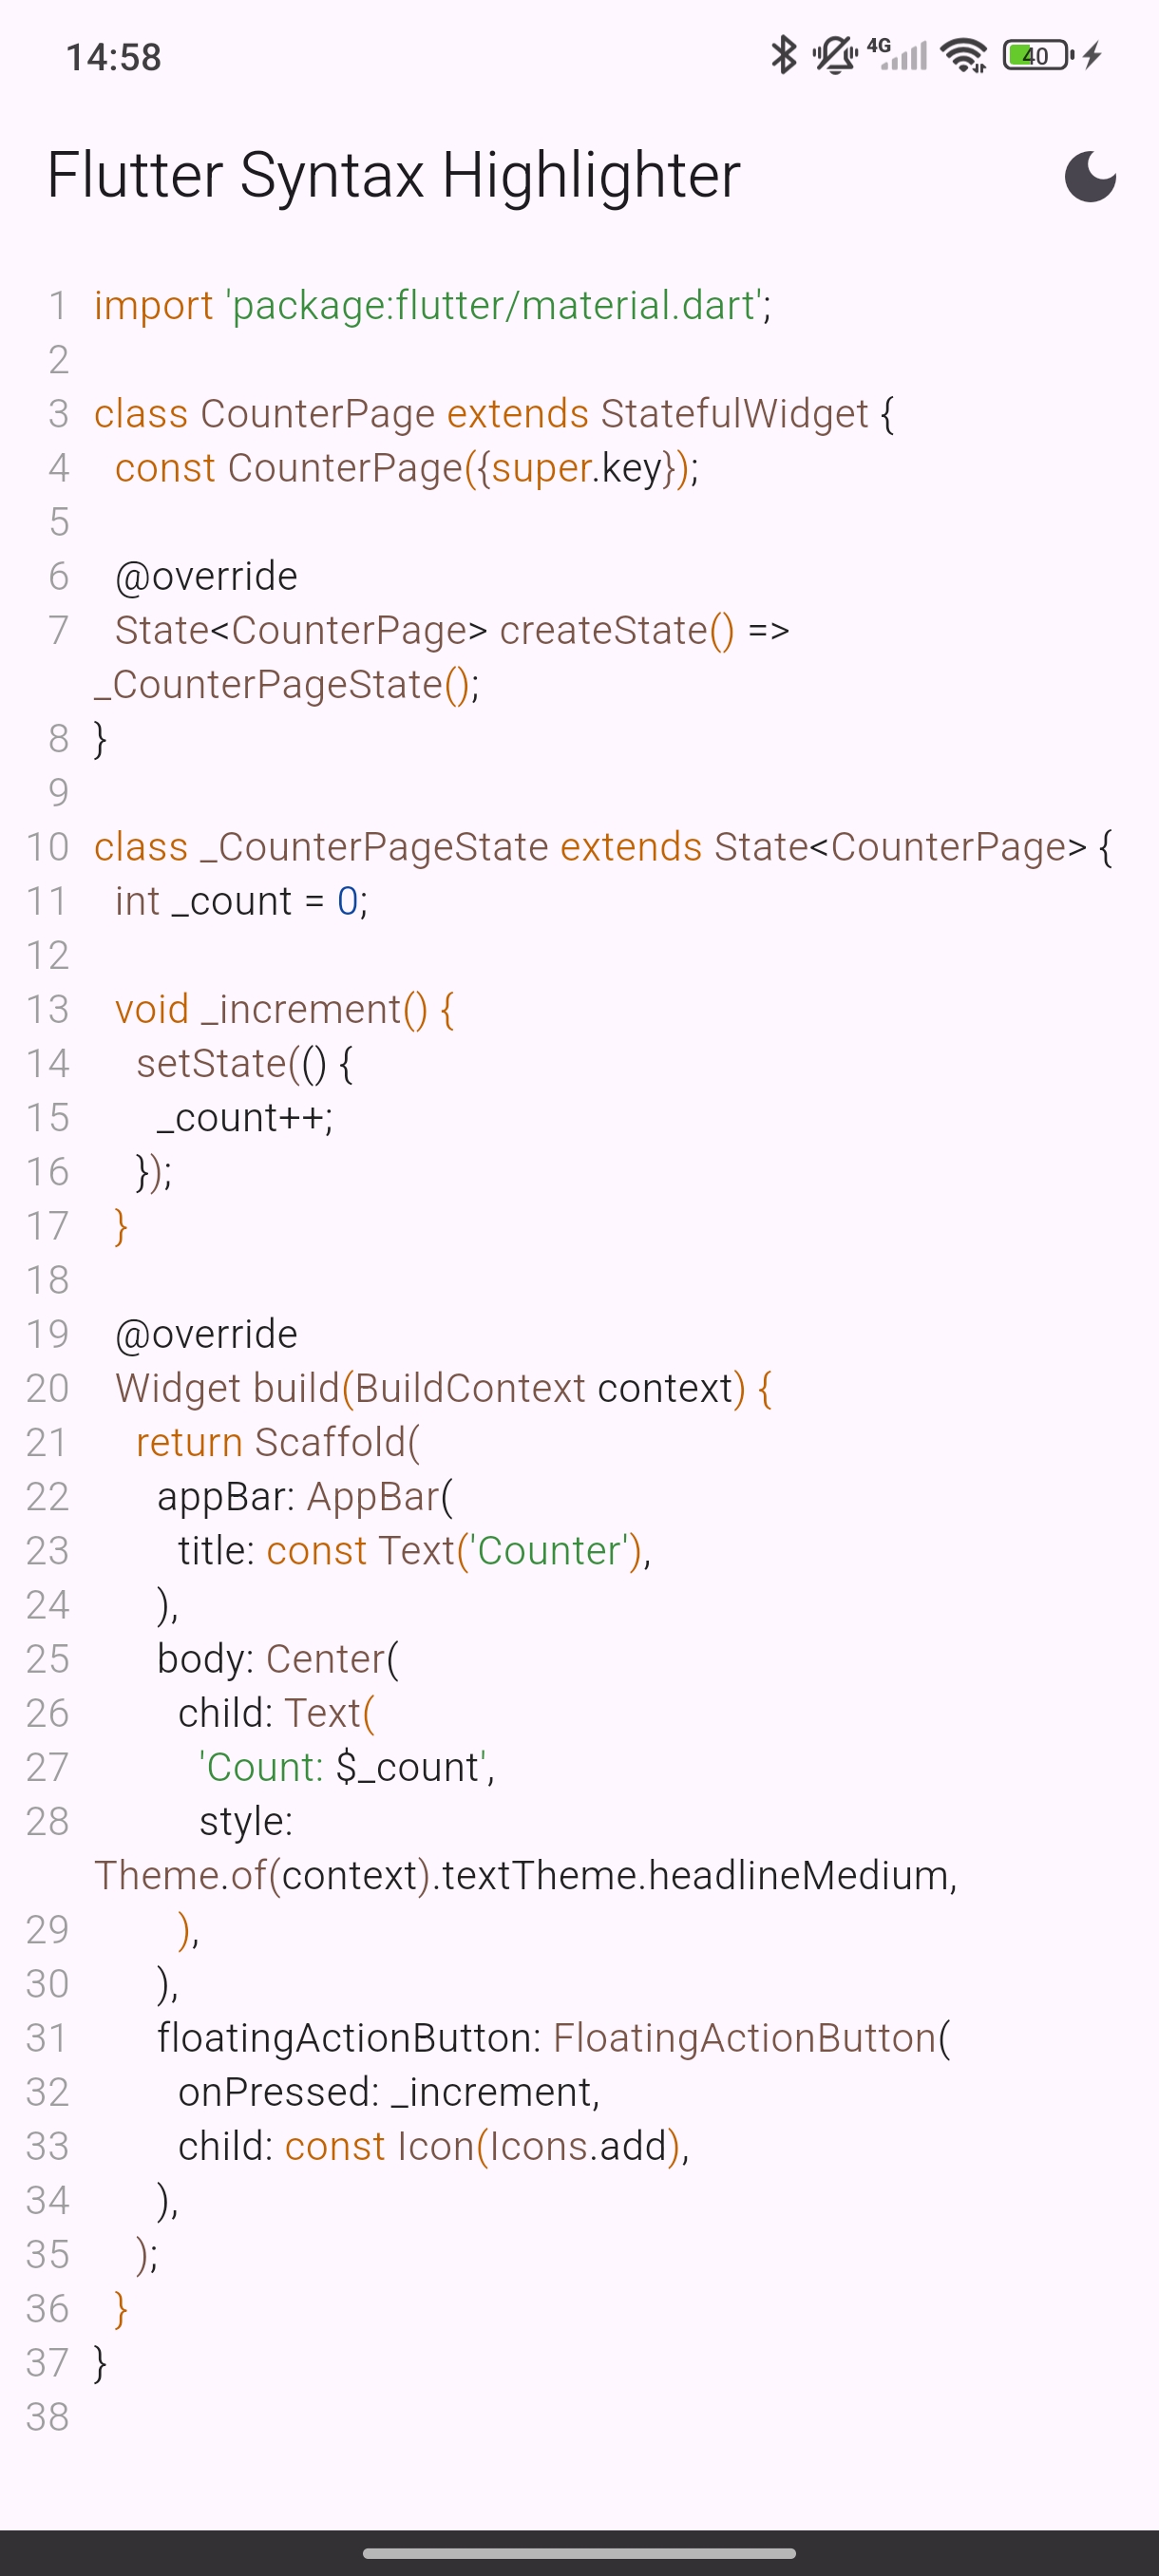 14:58
4G
40
Flutter Syntax Highlighter
1 import 'package:flutter/material.dart';
2
3 class CounterPage extends StatefulWidget {
4   const CounterPage({super.key});
5
6   @override
7   State<CounterPage> createState() =>
_CounterPageState();
8 }
9
10 class _CounterPageState extends State<CounterPage> {
11   int _count = 0;
12
13   void _increment() {
14     setState(() {
15       _count++;
16     });
17   }
18
19   @override
20   Widget build(BuildContext context) {
21     return Scaffold(
22       appBar: AppBar(
23         title: const Text('Counter'),
24       ),
25       body: Center(
26         child: Text(
27           'Count: $_count',
28           style:
Theme.of(context).textTheme.headlineMedium,
29         ),
30       ),
31       floatingActionButton: FloatingActionButton(
32         onPressed: _increment,
33         child: const Icon(Icons.add),
34       ),
35     );
36   }
37 }
38